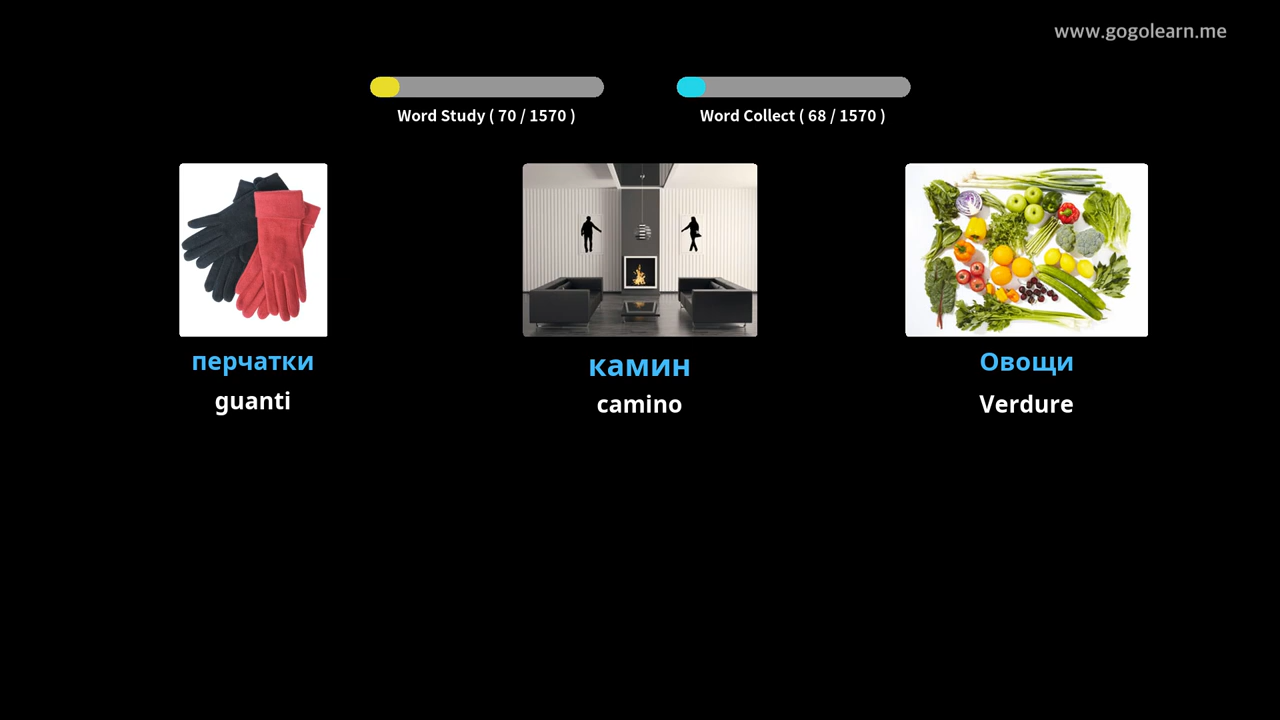 www.gogolearn.me
Word Study ( 70 / 1570 )
Word Collect ( 68 / 1570 )
перчатки
guanti
камин
camino
Овощи
Verdure